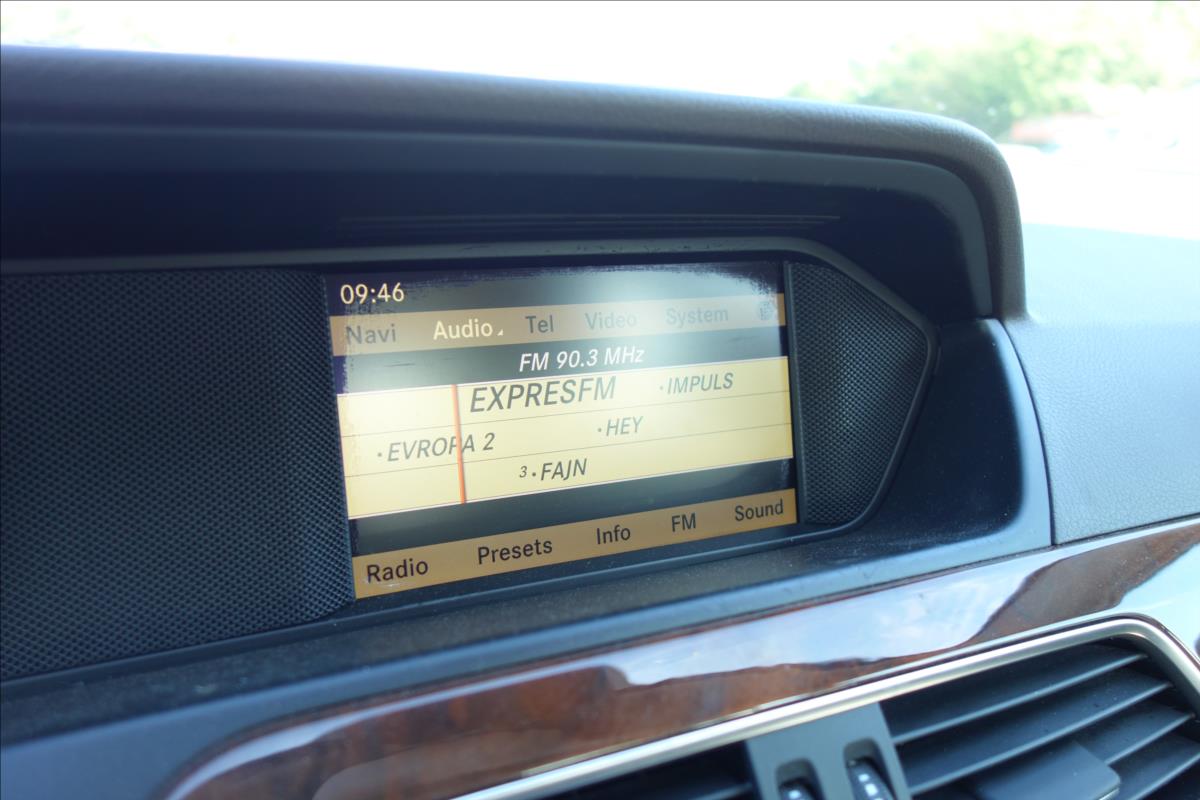 09:46
Navi Audio Tel Video System
FM 90.3 MHz
EXPRESFM ·IMPULS
·EVROPA 2 ·HEY
3·FAJN
Radio Presets Info FM Sound